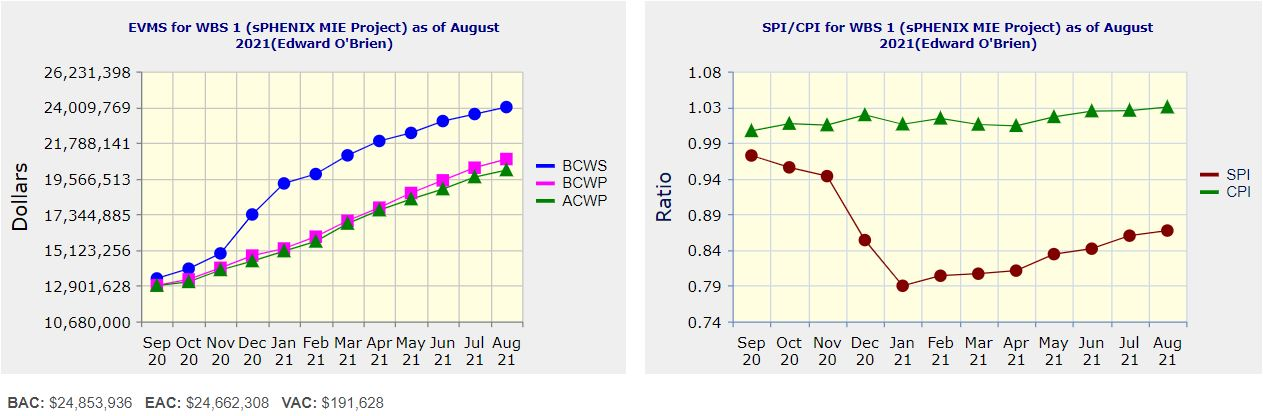 EVMS for WBS 1 (sPHENIX MIE Project) as of August
2021(Edward O'Brien)
26,231,398
24,009,769
21,788,141
19,566,513
17,344,885
15,123,256
12,901,628
10,680,000
Dollars
Sep Oct Nov Dec Jan Feb Mar Apr May Jun Jul Aug
20 20 20 20 21 21 21 21 21 21 21 21
BCWS
BCWP
ACWP
SPI/CPI for WBS 1 (sPHENIX MIE Project) as of August
2021(Edward O'Brien)
1.08
1.03
0.99
0.94
0.89
0.84
0.79
0.74
Ratio
Sep Oct Nov Dec Jan Feb Mar Apr May Jun Jul Aug
20 20 20 20 21 21 21 21 21 21 21 21
SPI
CPI
BAC: $24,853,936 EAC: $24,662,308 VAC: $191,628